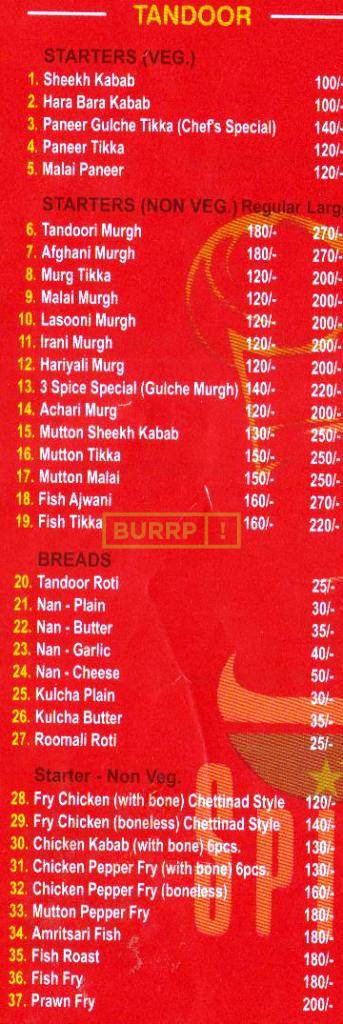 TANDOOR
STARTERS (VEG.)
1. Sheekh Kabab 100/-
2. Hara Bara Kabab 100/-
3. Paneer Gulche Tikka (Chef's Special) 140/-
4. Paneer Tikka 120/-
5. Malai Paneer 120/-
STARTERS (NON VEG.) Regular Larg
6. Tandoori Murgh 180/- 270/-
7. Afghani Murgh 180/- 270/-
8. Murg Tikka 120/- 200/-
9. Malai Murgh 120/- 200/-
10. Lasooni Murgh 120/- 200/-
11. Irani Murgh 120/- 200/-
12. Hariyali Murg 120/- 200/-
13. 3 Spice Special (Gulche Murgh) 140/- 220/-
14. Achari Murg 120/- 200/-
15. Mutton Sheekh Kabab 130/- 250/-
16. Mutton Tikka 150/- 250/-
17. Mutton Malai 150/- 250/-
18. Fish Ajwani 160/- 270/-
19. Fish Tikka 160/- 220/-
BURRP!
BREADS
20. Tandoor Roti 25/-
21. Nan - Plain 30/-
22. Nan - Butter 35/-
23. Nan - Garlic 40/-
24. Nan - Cheese 50/-
25. Kulcha Plain 30/-
26. Kulcha Butter 35/-
27. Roomali Roti 25/-
Starter - Non Veg.
28. Fry Chicken (with bone) Chettinad Style 120/-
29. Fry Chicken (boneless) Chettinad Style 140/-
30. Chicken Kabab (with bone) 6pcs. 130/-
31. Chicken Pepper Fry (with bone) 6pcs. 130/-
32. Chicken Pepper Fry (boneless) 160/-
33. Mutton Pepper Fry 180/-
34. Amritsari Fish 180/-
35. Fish Roast 180/-
36. Fish Fry 180/-
37. Prawn Fry 200/-